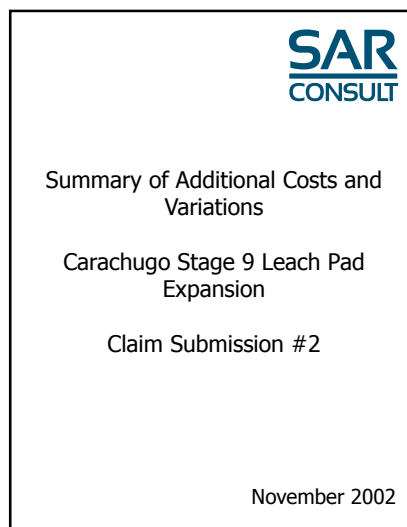 SAR
CONSULT
Summary of Additional Costs and
Variations
Carachugo Stage 9 Leach Pad
Expansion
Claim Submission #2
November 2002